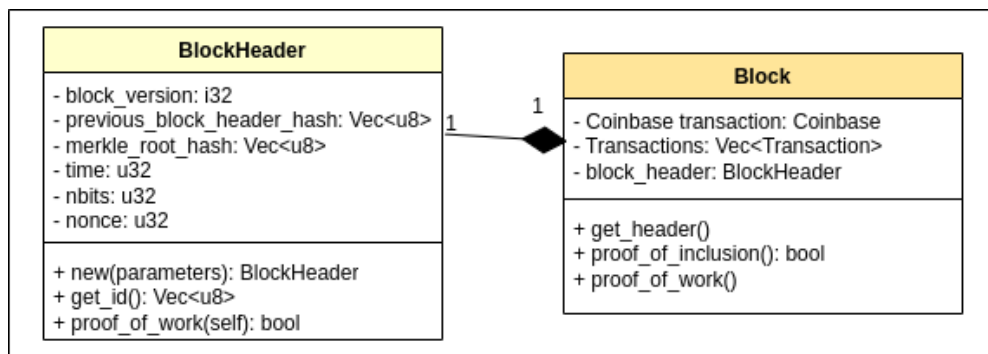 BlockHeader
- block_version: i32
- previous_block_header_hash: Vec<u8>
- merkle_root_hash: Vec<u8>
- time: u32
- nbits: u32
- nonce: u32
+ new(parameters): BlockHeader
+ get_id(): Vec<u8>
+ proof_of_work(self): bool
1
1
Block
- Coinbase transaction: Coinbase
- Transactions: Vec<Transaction>
- block_header: BlockHeader
+ get_header()
+ proof_of_inclusion(): bool
+ proof_of_work()